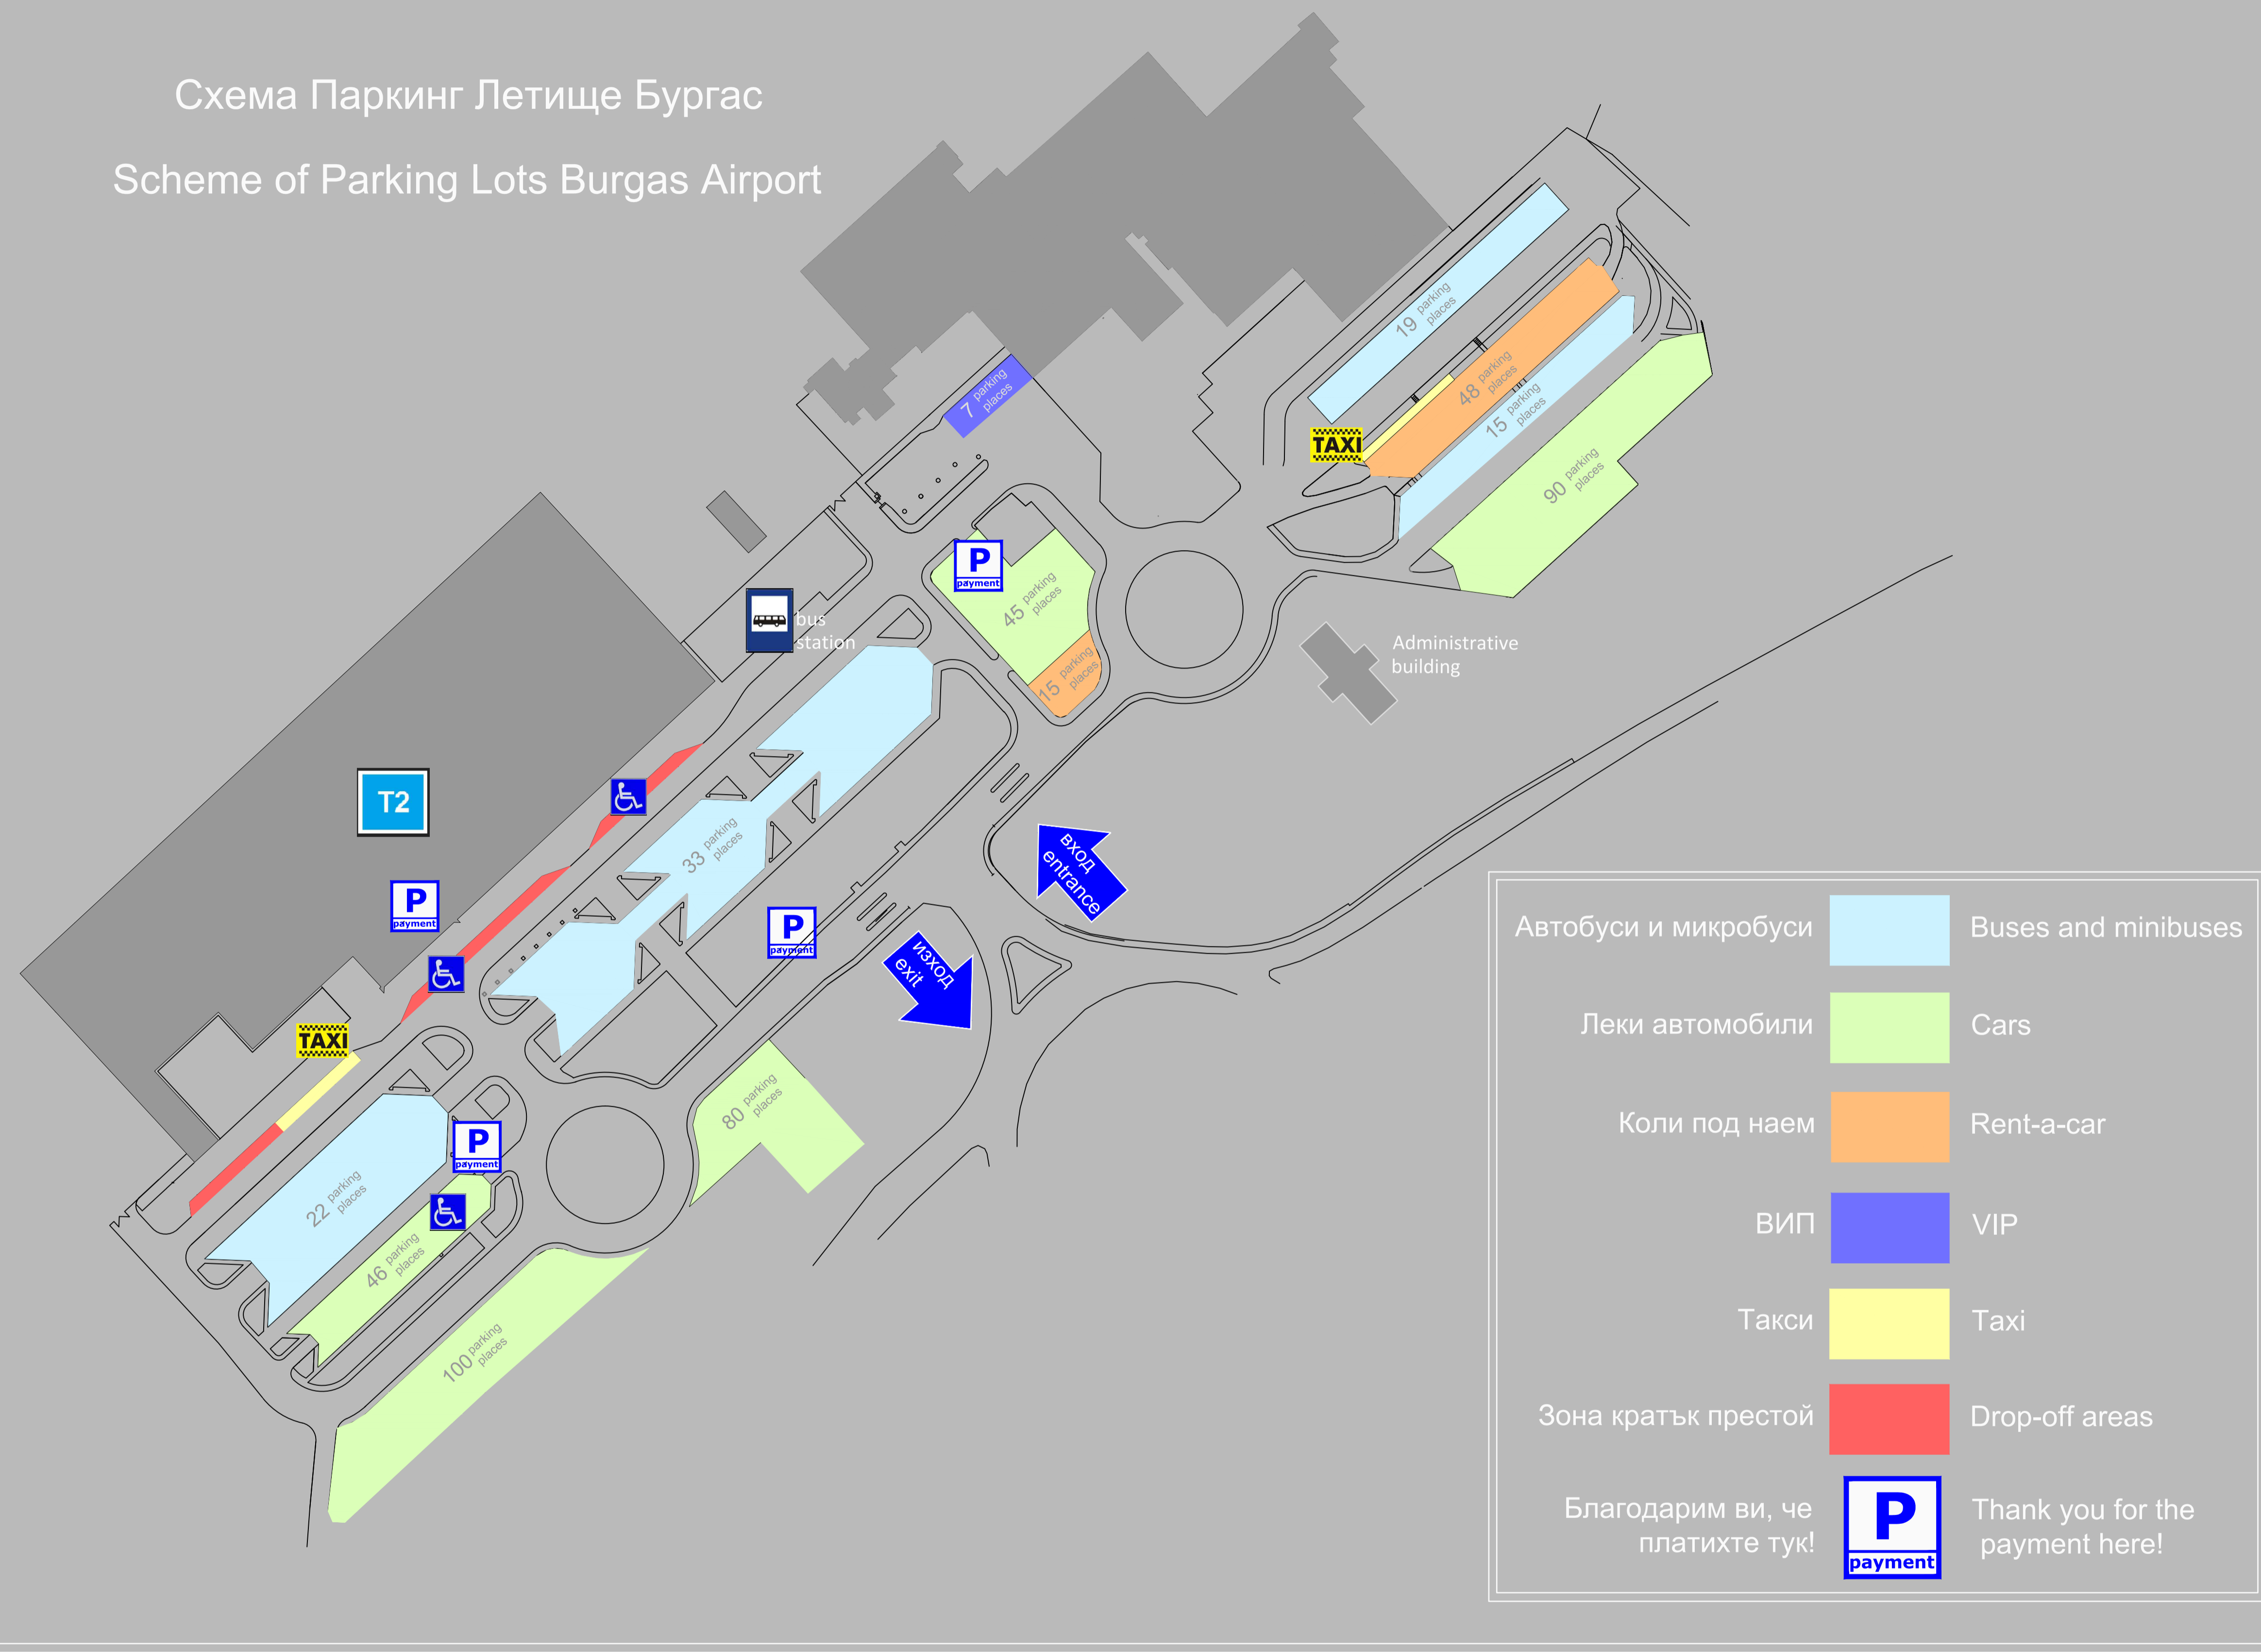 Схема Паркинг Летище Бургас
Scheme of Parking Lots Burgas Airport
19 parking
places
48 parking
places
15 parking
places
90 parking
places
7 parking
places
TAXI
P
payment
45 parking
places
15 parking
places
bus
station
Administrative
building
T2
33 parking
places
вход
entrance
P
payment
P
payment
изход
exit
TAXI
80 parking
places
P
payment
22 parking
places
46 parking
places
100 parking
places
Автобуси и микробуси Buses and minibuses
Леки автомобили Cars
Коли под наем Rent-a-car
ВИП VIP
Такси Taxi
Зона кратък престой Drop-off areas
Благодарим ви, че
платихте тук!
P
payment
Thank you for the
payment here!